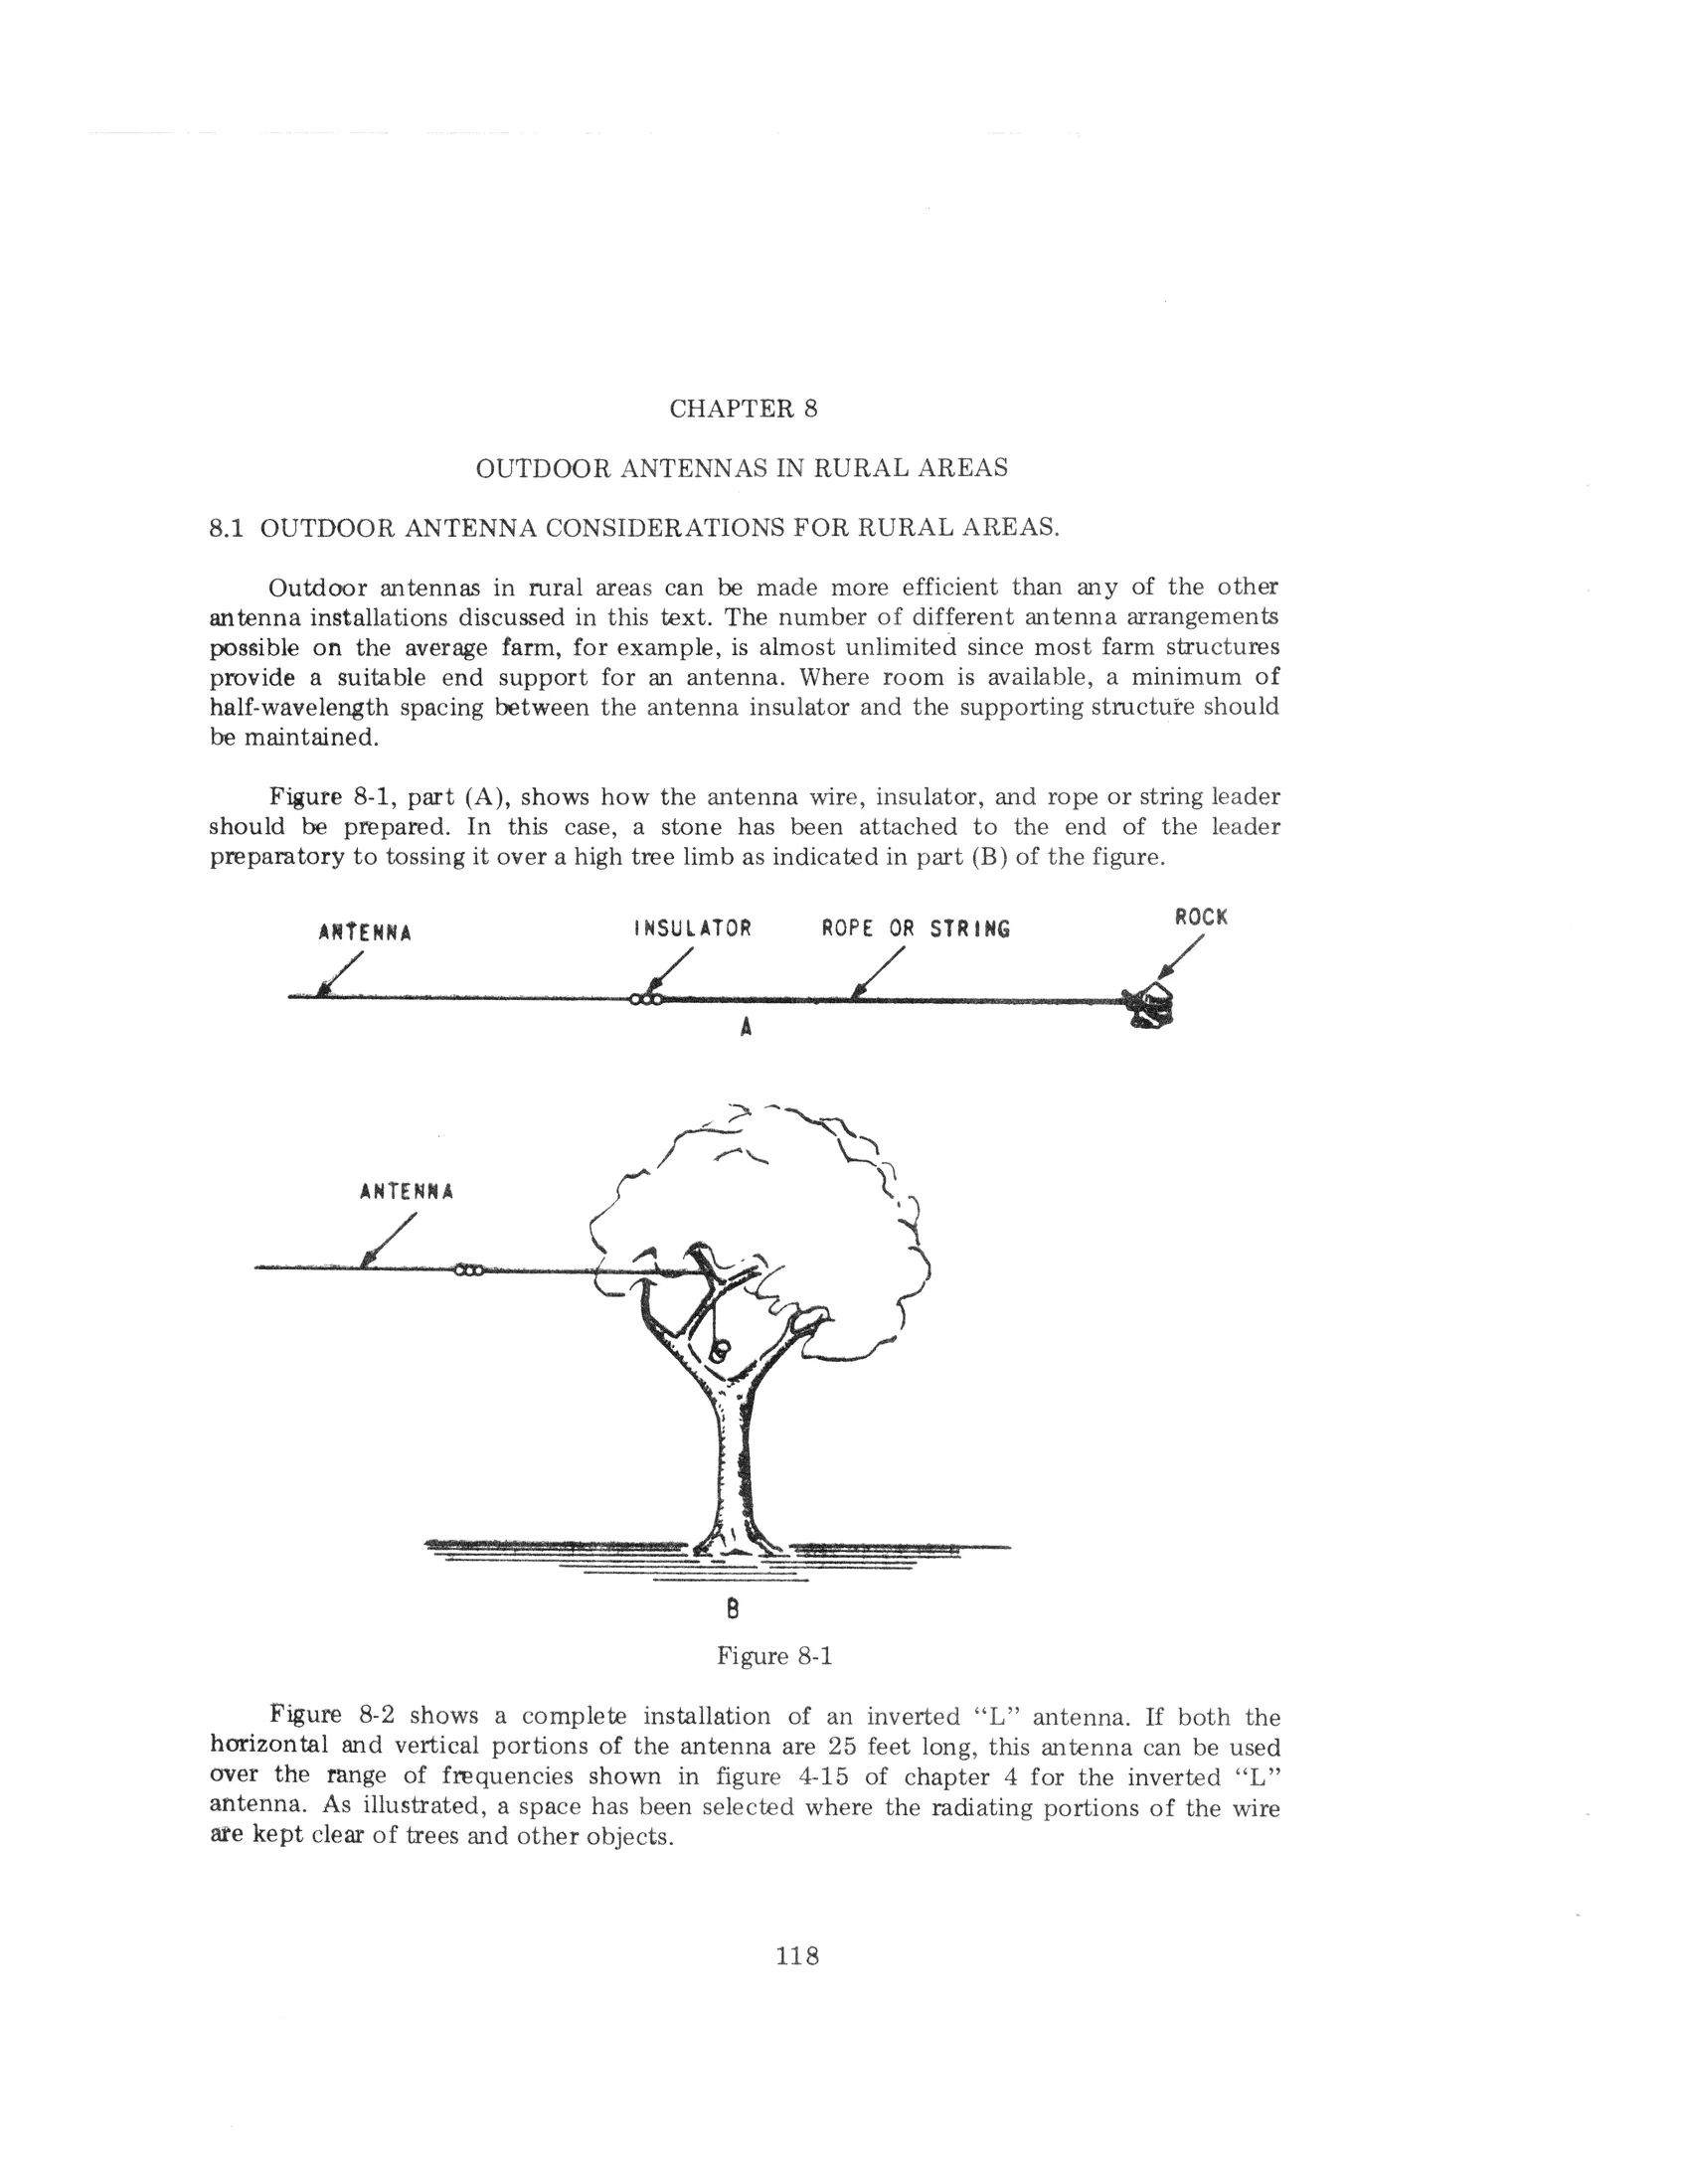 CHAPTER 8
OUTDOOR ANTENNAS IN RURAL AREAS
8.1 OUTDOOR ANTENNA CONSIDERATIONS FOR RURAL AREAS.
Outdoor antennas in rural areas can be made more efficient than any of the other
antenna installations discussed in this text. The number of different antenna arrangements
possible on the average farm, for example, is almost unlimited since most farm structures
provide a suitable end support for an antenna. Where room is available, a minimum of
half-wavelength spacing between the antenna insulator and the supporting structure should
be maintained.
Figure 8-1, part (A), shows how the antenna wire, insulator, and rope or string leader
should be prepared. In this case, a stone has been attached to the end of the leader
preparatory to tossing it over a high tree limb as indicated in part (B) of the figure.
ANTENNA INSULATOR ROPE OR STRING ROCK
A
ANTENNA
B
Figure 8-1
Figure 8-2 shows a complete installation of an inverted “L” antenna. If both the
horizontal and vertical portions of the antenna are 25 feet long, this antenna can be used
over the range of frequencies shown in figure 4-15 of chapter 4 for the inverted “L”
antenna. As illustrated, a space has been selected where the radiating portions of the wire
are kept clear of trees and other objects.
118